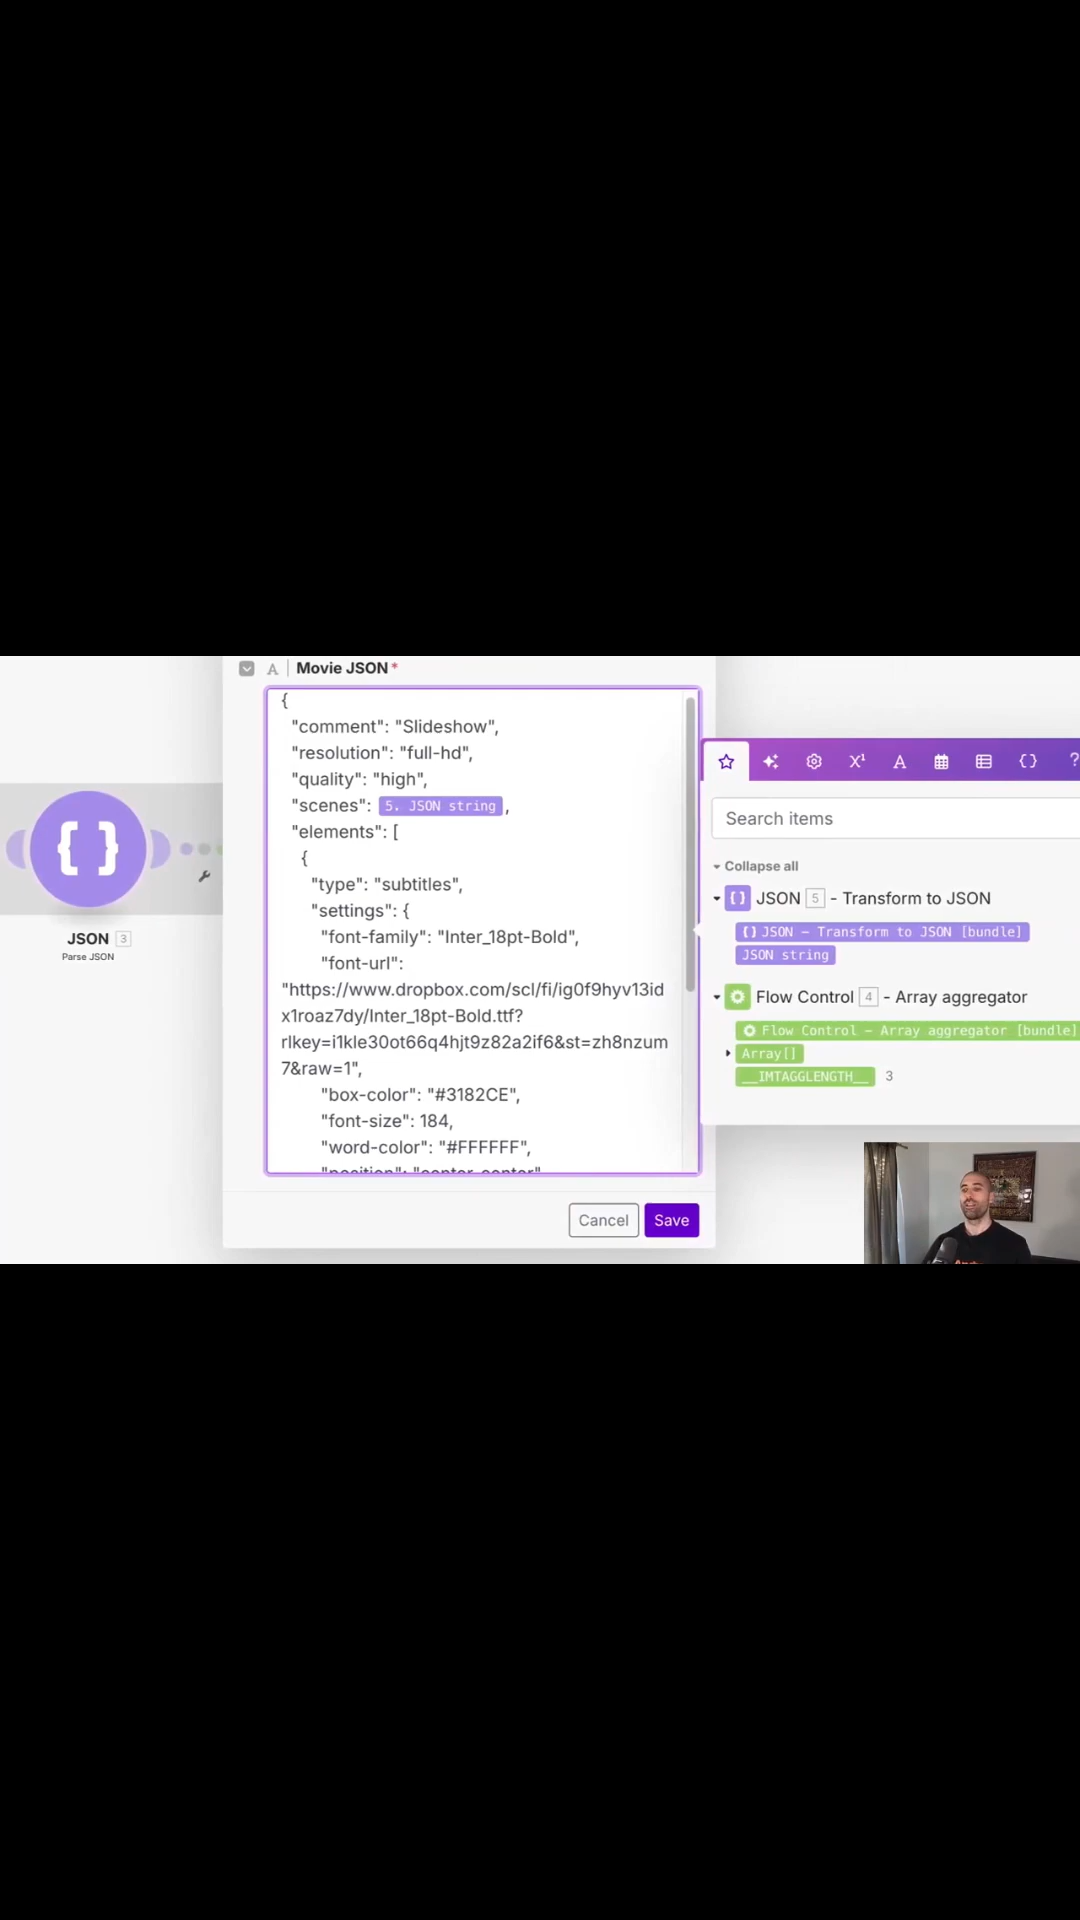 Movie JSON *
{
"comment": "Slideshow",
"resolution": "full-hd",
"quality": "high",
"scenes": 5. JSON string ,
"elements": [
{
"type": "subtitles",
"settings": {
"font-family": "Inter_18pt-Bold",
"font-url":
"https://www.dropbox.com/scl/fi/ig0f9hyv13id
x1roaz7dy/Inter_18pt-Bold.ttf?
rlkey=i1kle30ot66q4hjt9z82a2if6&st=zh8nzum
7&raw=1",
"box-color": "#3182CE",
"font-size": 184,
"word-color": "#FFFFFF",
"position": "center-center"
Cancel
Save
JSON 3
Parse JSON
Search items
Collapse all
JSON 5 - Transform to JSON
JSON - Transform to JSON [bundle]
JSON string
Flow Control 4 - Array aggregator
Flow Control - Array aggregator [bundle]
Array[]
__IMTAGGLENGTH__ 3